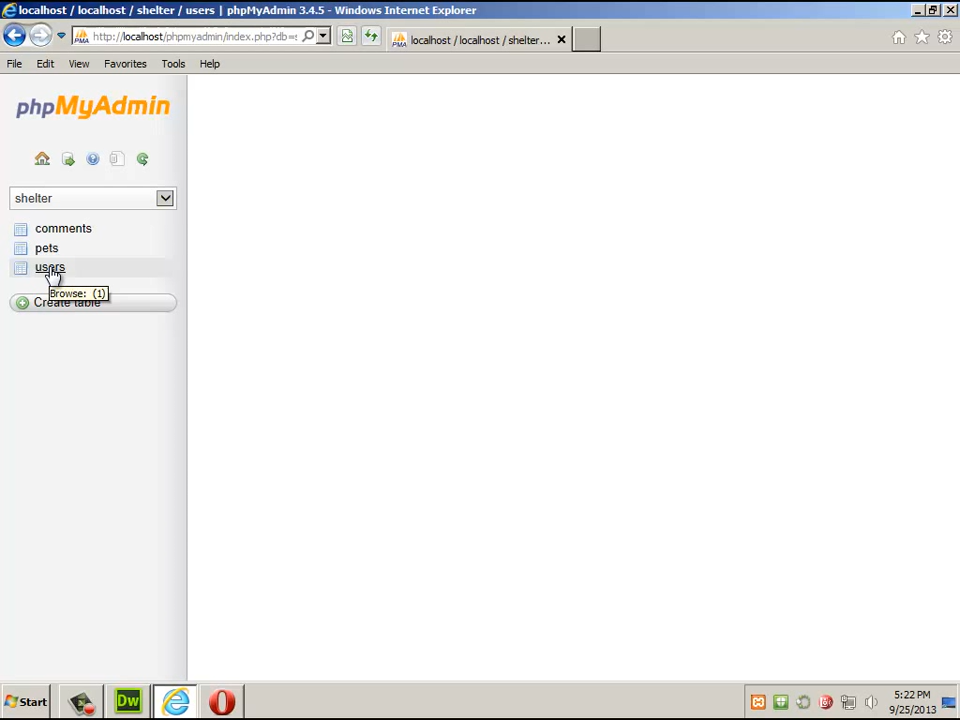 localhost / localhost / shelter / users | phpMyAdmin 3.4.5 - Windows Internet Explorer
http://localhost/phpmyadmin/index.php?db=s
localhost / localhost / shelter...
File Edit View Favorites Tools Help
phpMyAdmin
shelter
comments
pets
users
Browse: (1)
Create table
Start
Dw
5:22 PM
9/25/2013